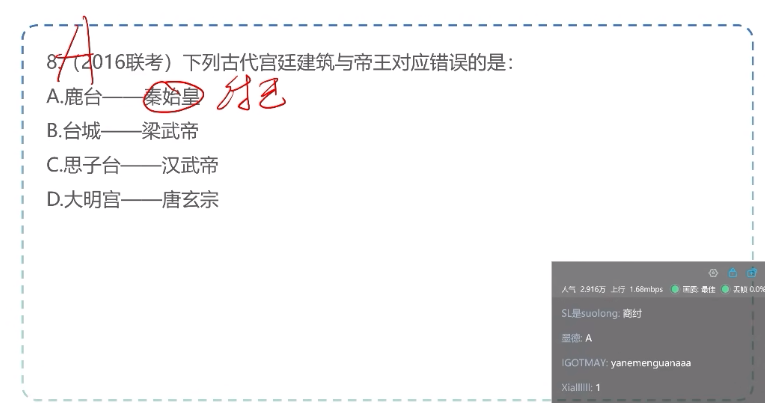 A
8.（2016联考）下列古代宫廷建筑与帝王对应错误的是：
A.鹿台——秦始皇 纣王
B.台城——梁武帝
C.思子台——汉武帝
D.大明宫——唐玄宗
人气 2.916万 上行 1.68mbps 画质: 最佳 丢帧 0.0%
SL是suolong: 商纣
: A
IGOTMAY: yanemenguanaaa
: 1